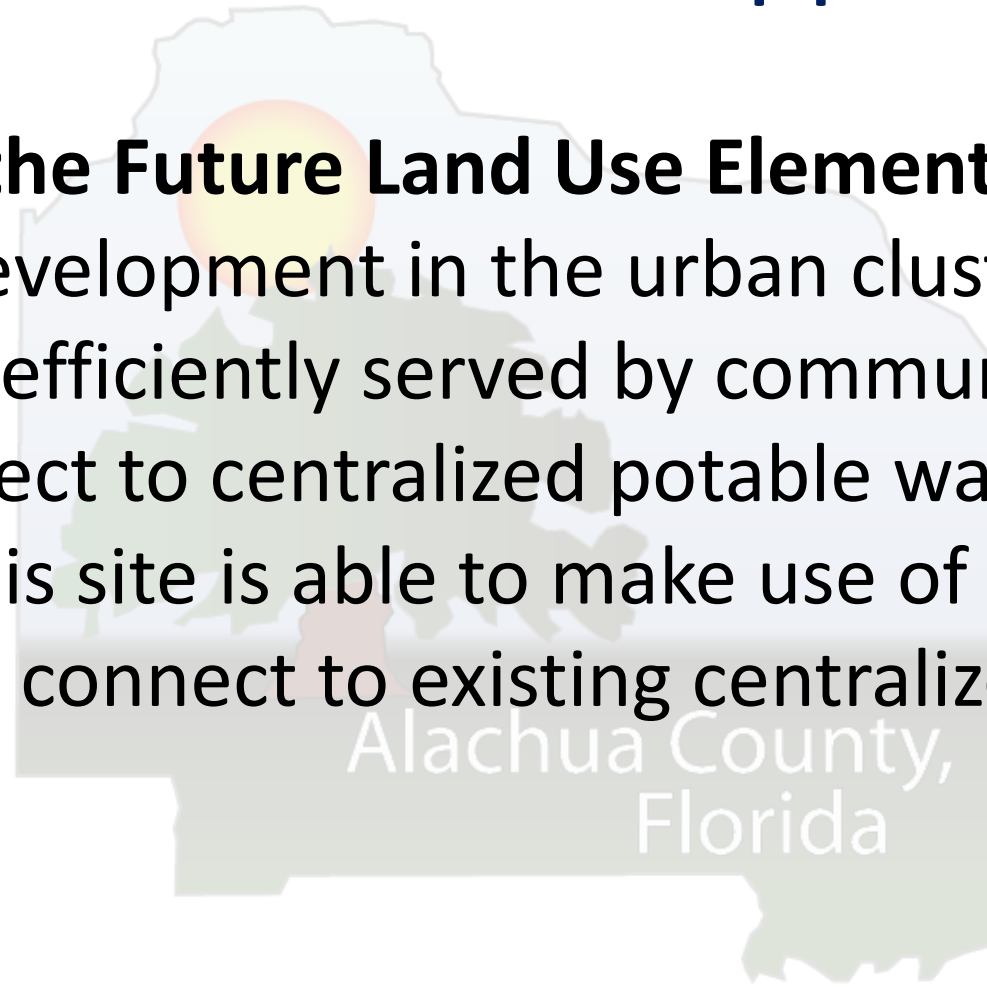 the Future Land Use Element
evelopment in the urban clust
efficiently served by commu
ect to centralized potable wa
is site is able to make use of
connect to existing centraliz
Alachua County,
Florida